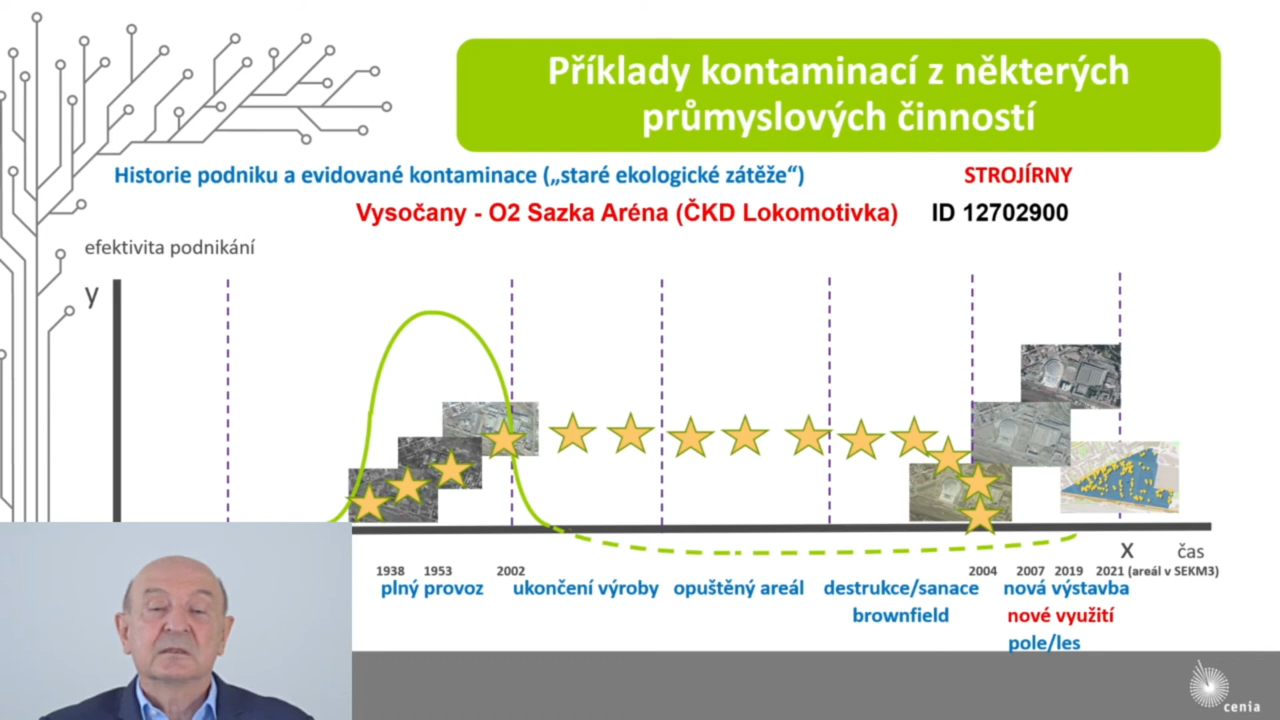 Příklady kontaminací z některých
průmyslových činností
Historie podniku a evidované kontaminace („staré ekologické zátěže“) STROJÍRNY
Vysočany - O2 Sazka Aréna (ČKD Lokomotivka) ID 12702900
efektivita podnikání
y
X čas
1938 1953 2002 2004 2007 2019 2021 (areál v SEKM3)
plný provoz ukončení výroby opuštěný areál destrukce/sanace nová výstavba
brownfield nové využití
pole/les
cenia